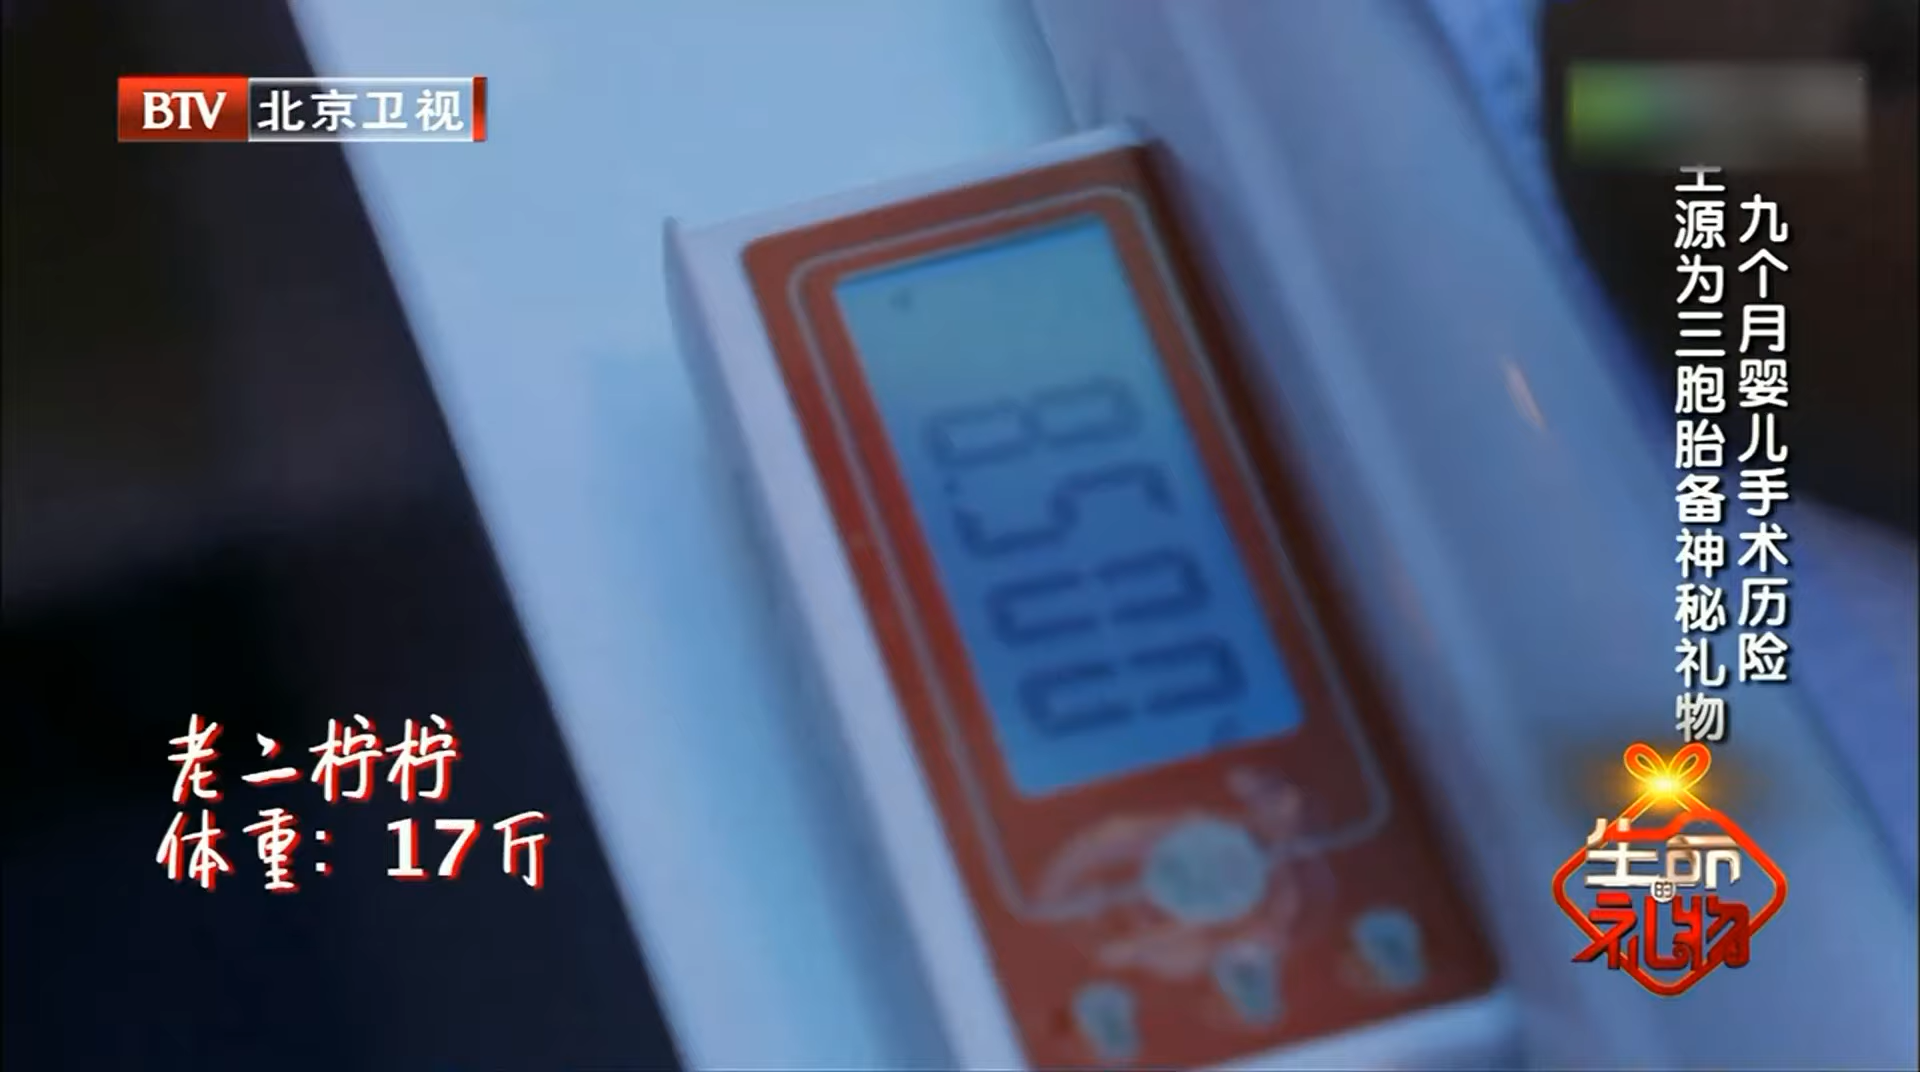 BTV 北京卫视
九个月婴儿手术历险
王源为三胞胎备神秘礼物
8.500
老二柠柠
体重：17斤
生命的礼物